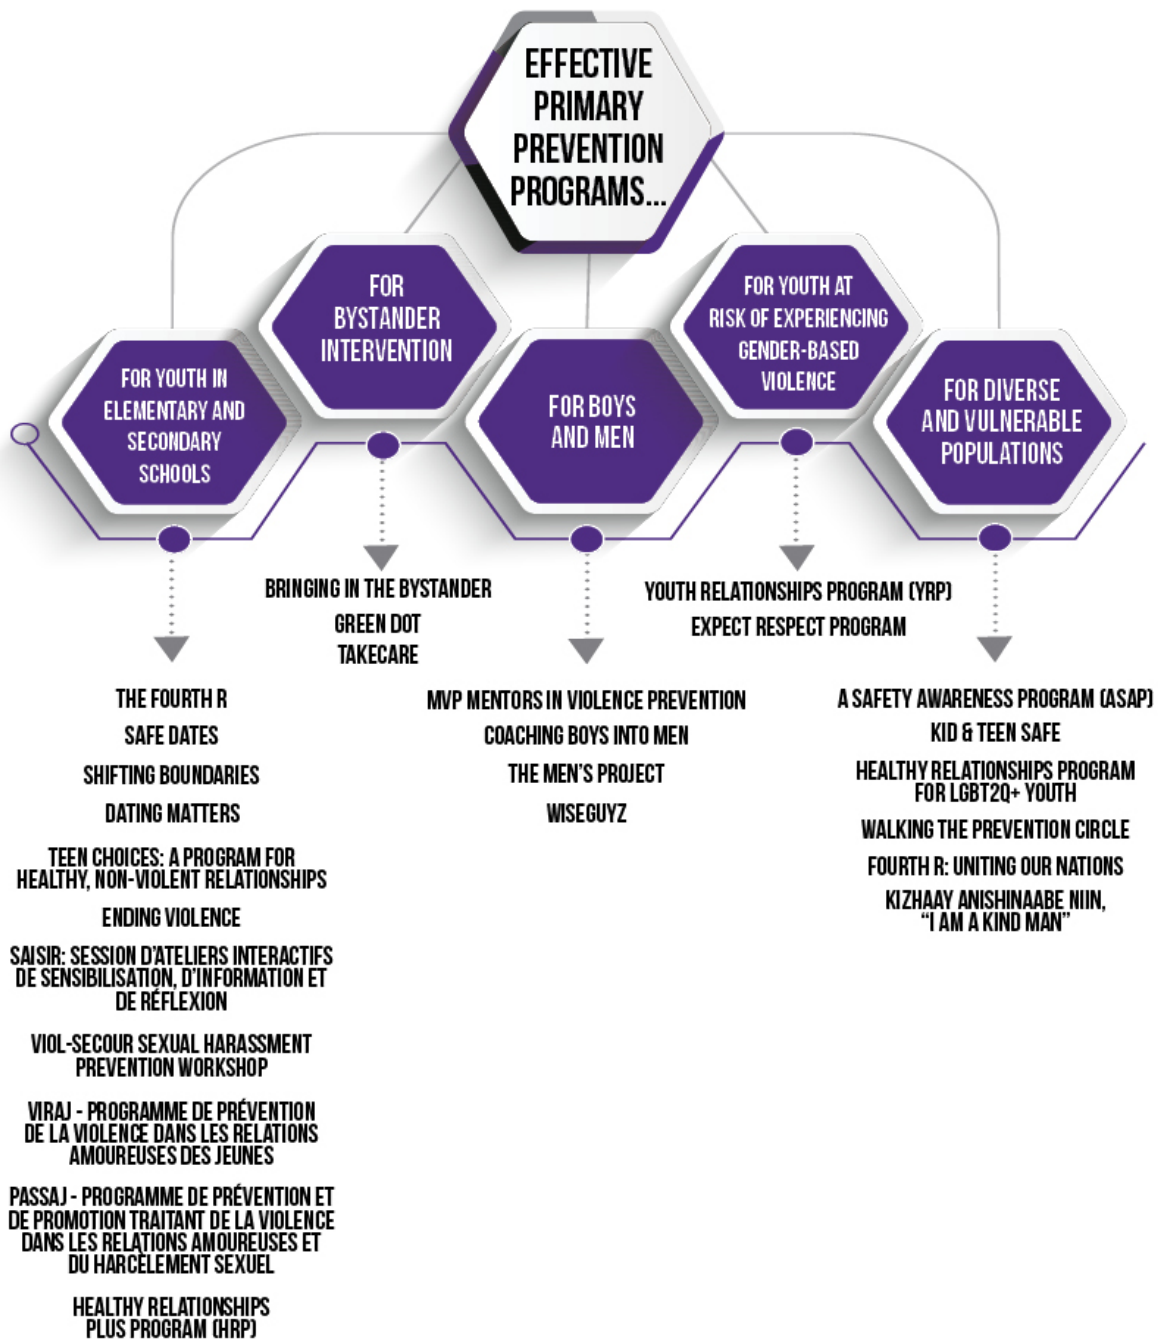 EFFECTIVE
PRIMARY
PREVENTION
PROGRAMS...
FOR YOUTH IN
ELEMENTARY AND
SECONDARY
SCHOOLS
THE FOURTH R
SAFE DATES
SHIFTING BOUNDARIES
DATING MATTERS
TEEN CHOICES: A PROGRAM FOR
HEALTHY, NON-VIOLENT RELATIONSHIPS
ENDING VIOLENCE
SAISIR: SESSION D'ATELIERS INTERACTIFS
DE SENSIBILISATION, D'INFORMATION ET
DE RÉFLEXION
VIOL-SECOUR SEXUAL HARASSMENT
PREVENTION WORKSHOP
VIRAJ - PROGRAMME DE PRÉVENTION
DE LA VIOLENCE DANS LES RELATIONS
AMOUREUSES DES JEUNES
PASSAJ - PROGRAMME DE PRÉVENTION ET
DE PROMOTION TRAITANT DE LA VIOLENCE
DANS LES RELATIONS AMOUREUSES ET
DU HARCÈLEMENT SEXUEL
HEALTHY RELATIONSHIPS
PLUS PROGRAM (HRP)
FOR
BYSTANDER
INTERVENTION
BRINGING IN THE BYSTANDER
GREEN DOT
TAKECARE
FOR BOYS
AND MEN
MVP MENTORS IN VIOLENCE PREVENTION
COACHING BOYS INTO MEN
THE MEN'S PROJECT
WISEGUYZ
FOR YOUTH AT
RISK OF EXPERIENCING
GENDER-BASED
VIOLENCE
YOUTH RELATIONSHIPS PROGRAM (YRP)
EXPECT RESPECT PROGRAM
FOR DIVERSE
AND VULNERABLE
POPULATIONS
A SAFETY AWARENESS PROGRAM (ASAP)
KID & TEEN SAFE
HEALTHY RELATIONSHIPS PROGRAM
FOR LGBT2Q+ YOUTH
WALKING THE PREVENTION CIRCLE
FOURTH R: UNITING OUR NATIONS
KIZHAAY ANISHINAABE NIIN,
“I AM A KIND MAN”